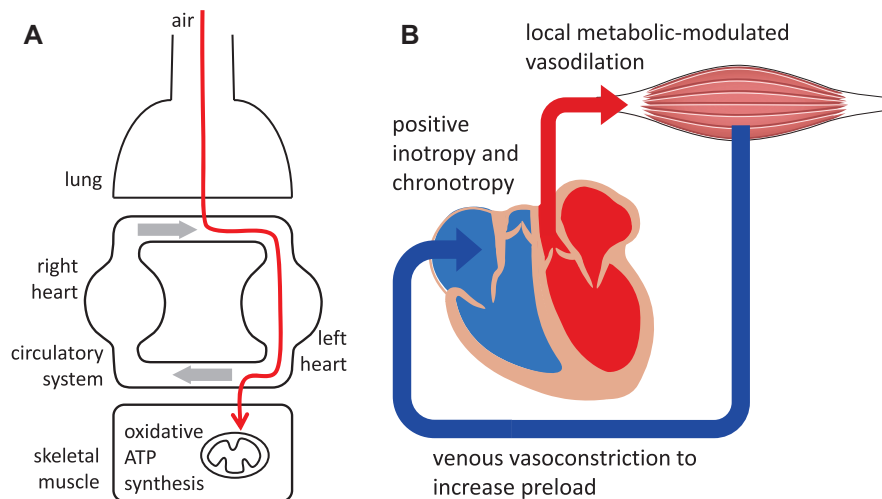 A
air
lung
right
heart
left
heart
circulatory
system
skeletal
muscle
oxidative
ATP
synthesis
B
local metabolic-modulated
vasodilation
positive
inotropy and
chronotropy
venous vasoconstriction to
increase preload